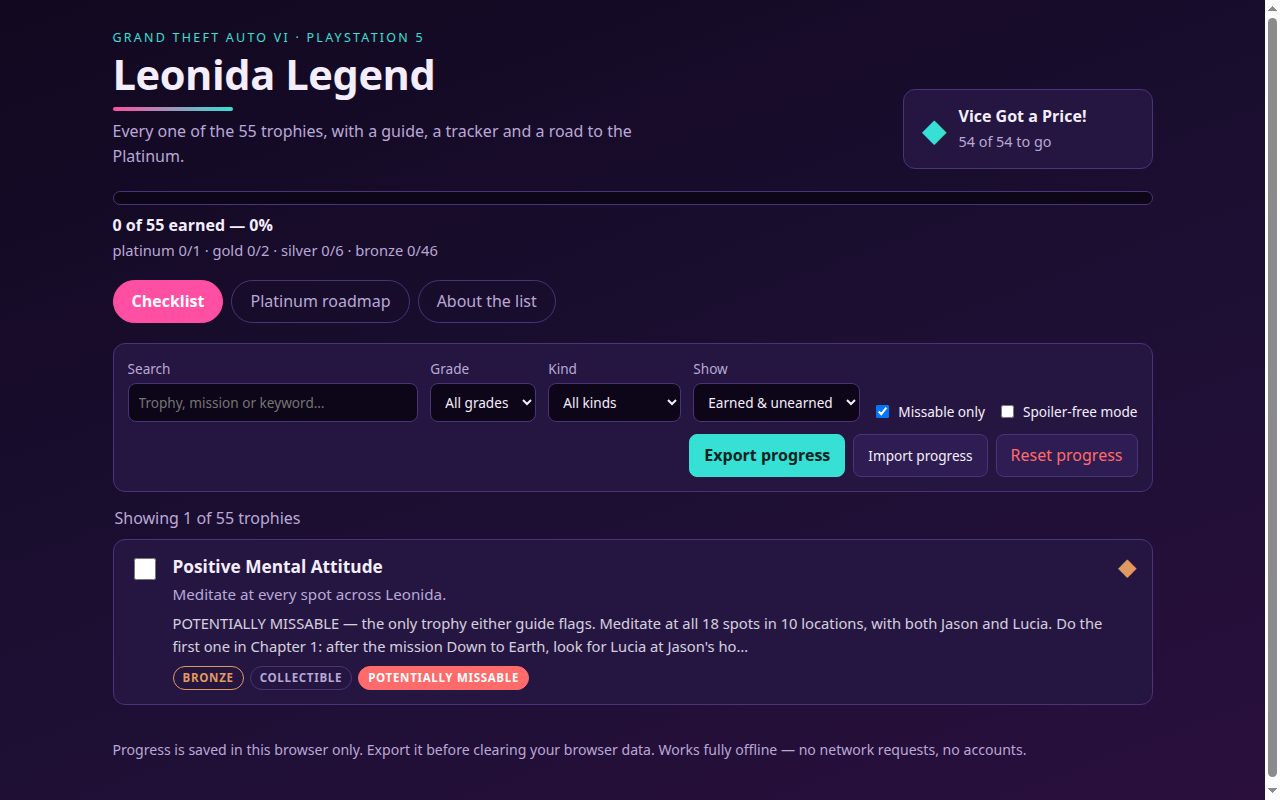 GRAND THEFT AUTO VI · PLAYSTATION 5
Leonida Legend
Every one of the 55 trophies, with a guide, a tracker and a road to the
Platinum.
Vice Got a Price!
54 of 54 to go
0 of 55 earned — 0%
platinum 0/1 · gold 0/2 · silver 0/6 · bronze 0/46
Checklist
Platinum roadmap
About the list
Search
Grade
Kind
Show
Trophy, mission or keyword…
All grades
All kinds
Earned & unearned
Missable only
Spoiler-free mode
Export progress
Import progress
Reset progress
Showing 1 of 55 trophies
Positive Mental Attitude
Meditate at every spot across Leonida.
POTENTIALLY MISSABLE — the only trophy either guide flags. Meditate at all 18 spots in 10 locations, with both Jason and Lucia. Do the
first one in Chapter 1: after the mission Down to Earth, look for Lucia at Jason's ho…
BRONZE
COLLECTIBLE
POTENTIALLY MISSABLE
Progress is saved in this browser only. Export it before clearing your browser data. Works fully offline — no network requests, no accounts.